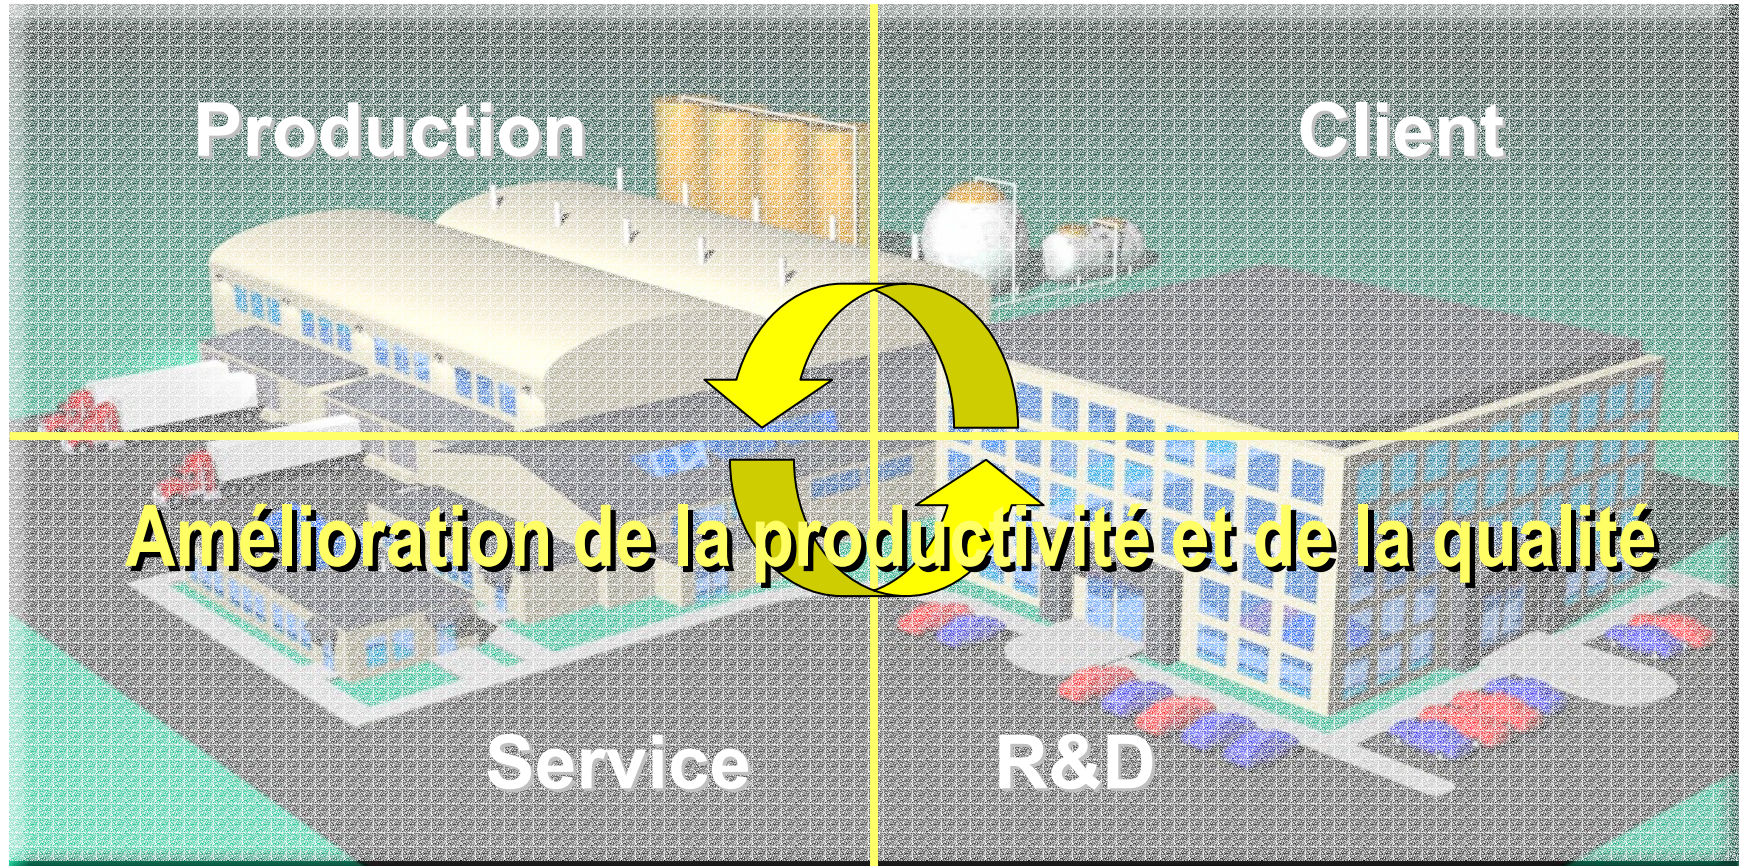 Production
Client
Amélioration de la productivité et de la qualité
Service
R&D